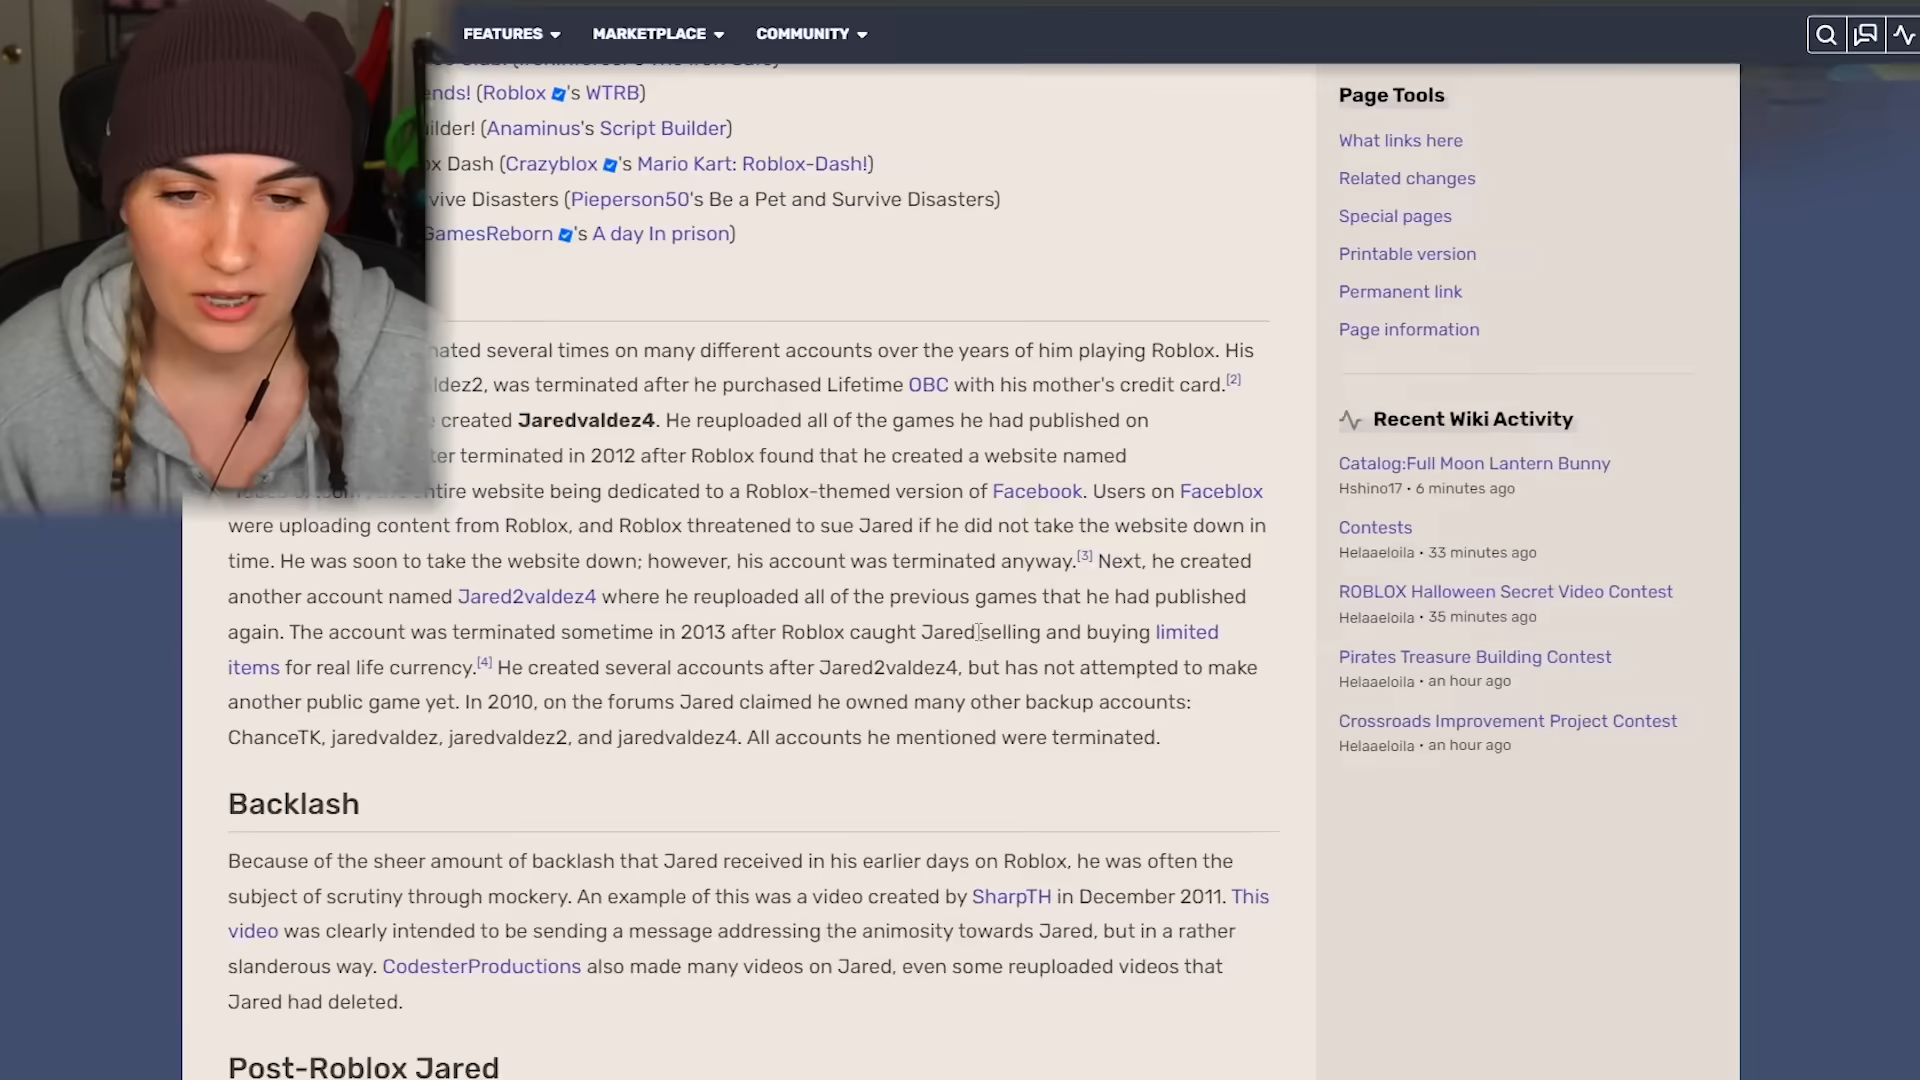 FEATURES MARKETPLACE COMMUNITY
ends! (Roblox 's WTRB)
ilder! (Anaminus's Script Builder)
ox Dash (Crazyblox 's Mario Kart: Roblox-Dash!)
vive Disasters (Pieperson50's Be a Pet and Survive Disasters)
GamesReborn 's A day In prison)
nated several times on many different accounts over the years of him playing Roblox. His
ldez2, was terminated after he purchased Lifetime OBC with his mother's credit card.[2]
created Jaredvaldez4. He reuploaded all of the games he had published on
ter terminated in 2012 after Roblox found that he created a website named
entire website being dedicated to a Roblox-themed version of Facebook. Users on Faceblox
were uploading content from Roblox, and Roblox threatened to sue Jared if he did not take the website down in
time. He was soon to take the website down; however, his account was terminated anyway.[3] Next, he created
another account named Jared2valdez4 where he reuploaded all of the previous games that he had published
again. The account was terminated sometime in 2013 after Roblox caught Jared selling and buying limited
items for real life currency.[4] He created several accounts after Jared2valdez4, but has not attempted to make
another public game yet. In 2010, on the forums Jared claimed he owned many other backup accounts:
ChanceTK, jaredvaldez, jaredvaldez2, and jaredvaldez4. All accounts he mentioned were terminated.
Backlash
Because of the sheer amount of backlash that Jared received in his earlier days on Roblox, he was often the
subject of scrutiny through mockery. An example of this was a video created by SharpTH in December 2011. This
video was clearly intended to be sending a message addressing the animosity towards Jared, but in a rather
slanderous way. CodesterProductions also made many videos on Jared, even some reuploaded videos that
Jared had deleted.
Post-Roblox Jared
Page Tools
What links here
Related changes
Special pages
Printable version
Permanent link
Page information
Recent Wiki Activity
Catalog:Full Moon Lantern Bunny
Hshino17 • 6 minutes ago
Contests
Helaaeloila • 33 minutes ago
ROBLOX Halloween Secret Video Contest
Helaaeloila • 35 minutes ago
Pirates Treasure Building Contest
Helaaeloila • an hour ago
Crossroads Improvement Project Contest
Helaaeloila • an hour ago